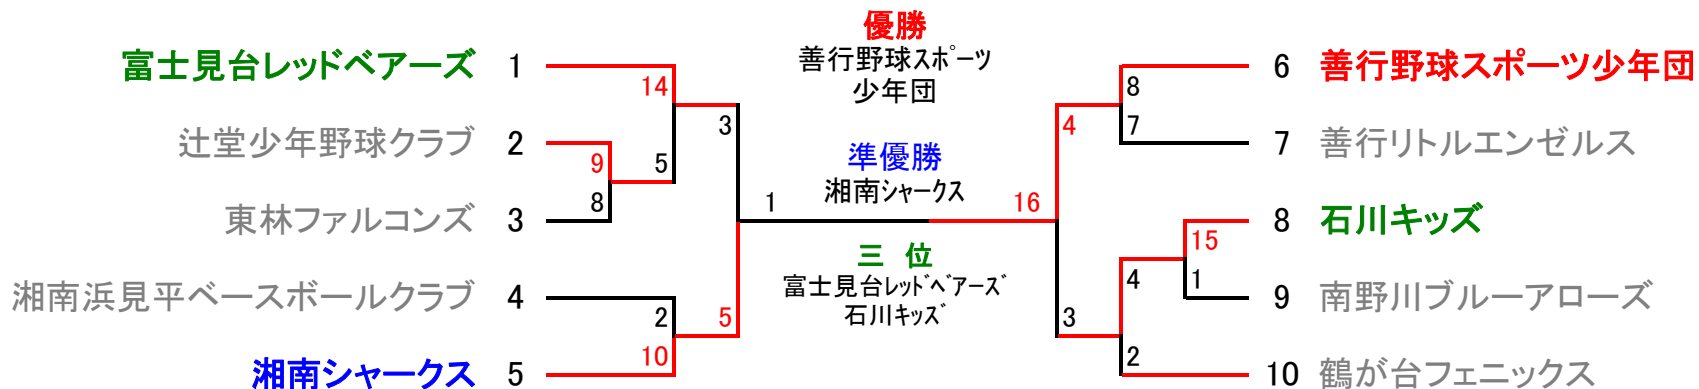 優勝
善行野球スポーツ
少年団
準優勝
湘南シャークス
三 位
富士見台レッドベアーズ
石川キッズ
富士見台レッドベアーズ 1
辻堂少年野球クラブ 2
東林ファルコンズ 3
湘南浜見平ベースボールクラブ 4
湘南シャークス 5
14
9
8
5
3
2
10
5
1
16
4
8
7
15
1
4
3
2
6 善行野球スポーツ少年団
7 善行リトルエンゼルス
8 石川キッズ
9 南野川ブルーアローズ
10 鶴が台フェニックス